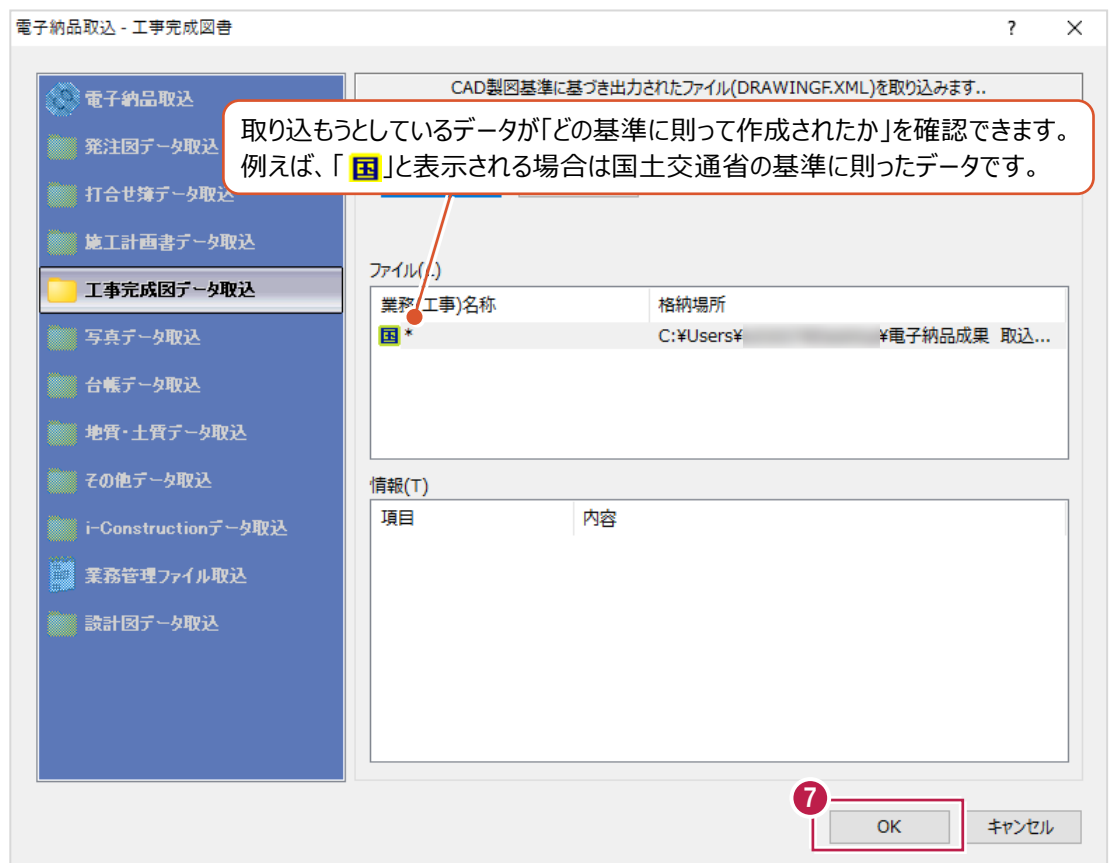 電子納品取込 - 工事完成図書
?
×
電子納品取込
発注図データ取込
打合せ簿データ取込
施工計画書データ取込
工事完成図データ取込
写真データ取込
台帳データ取込
地質・土質データ取込
その他データ取込
i-Constructionデータ取込
業務管理ファイル取込
設計図データ取込
CAD製図基準に基づき出力されたファイル(DRAWINGF.XML)を取り込みます..
取り込もうとしているデータが「どの基準に則って作成されたか」を確認できます。
例えば、「国」と表示される場合は国土交通省の基準に則ったデータです。
ファイル(L)
業務(工事)名称 格納場所
国 * C:¥Users¥ ¥電子納品成果 取込...
情報(T)
項目 内容
7
OK キャンセル